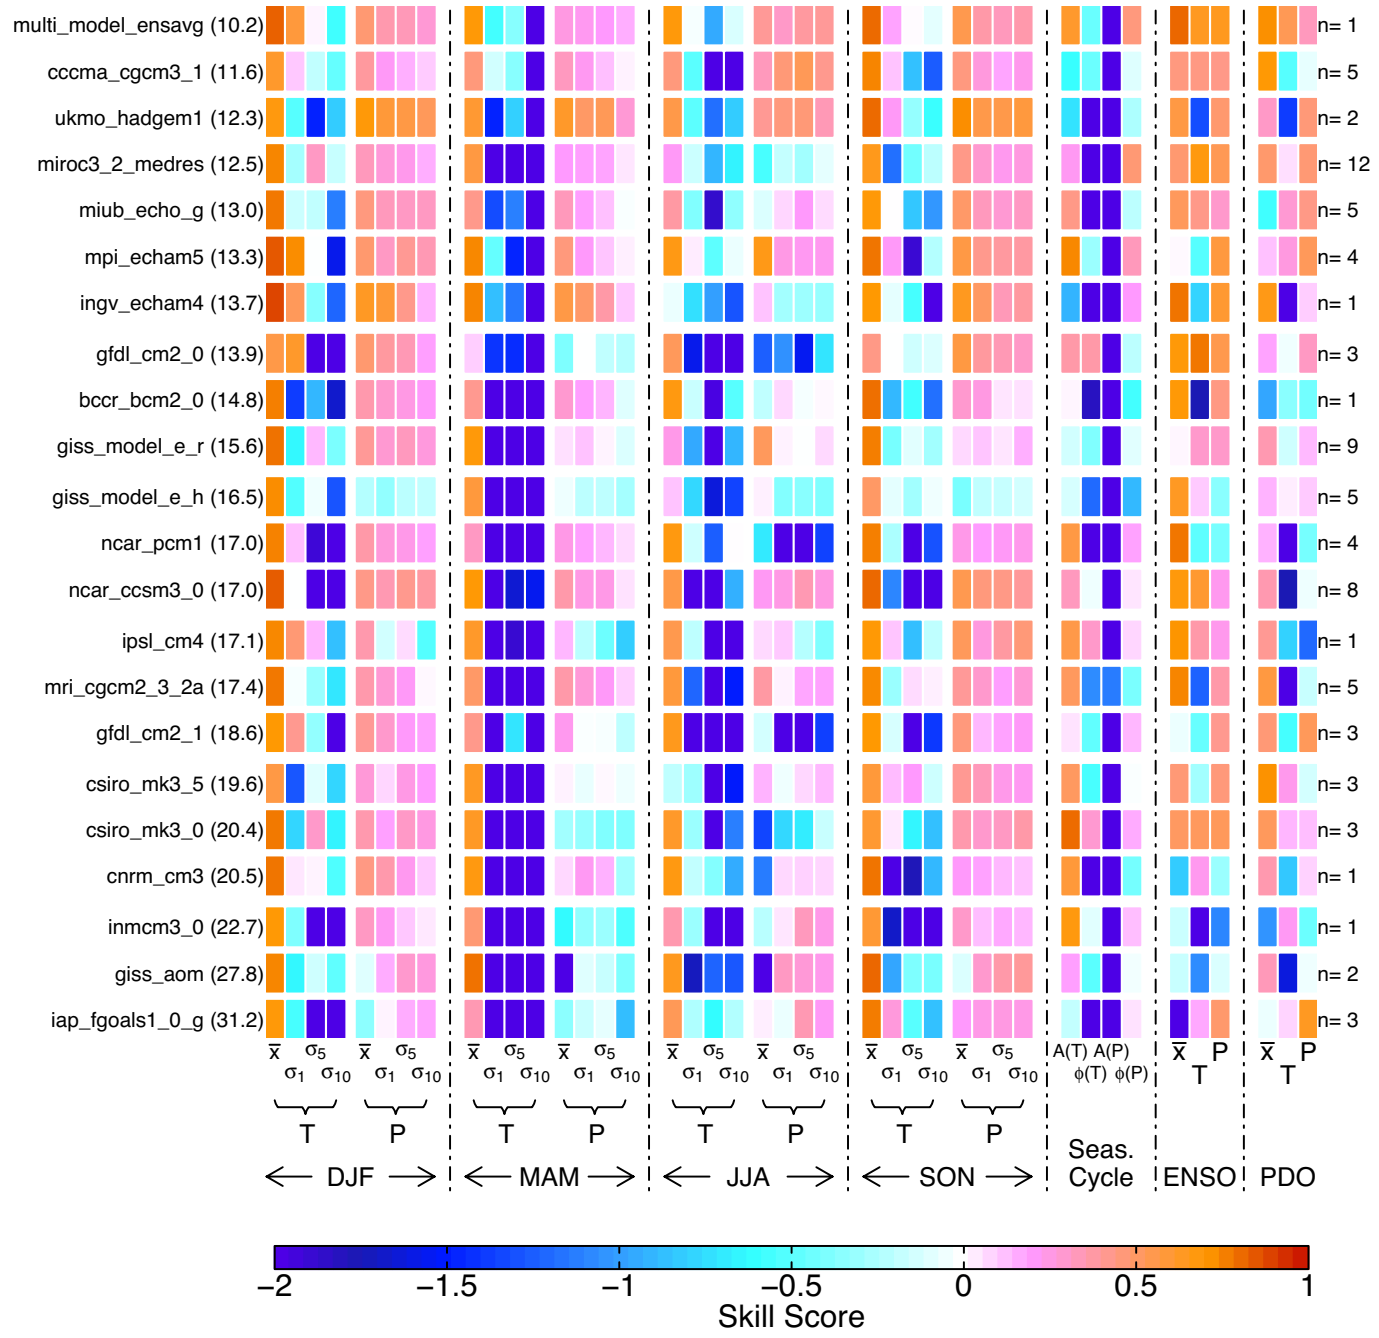 multi_model_ensavg (10.2) n= 1
cccma_cgcm3_1 (11.6) n= 5
ukmo_hadgem1 (12.3) n= 2
miroc3_2_medres (12.5) n= 12
miub_echo_g (13.0) n= 5
mpi_echam5 (13.3) n= 4
ingv_echam4 (13.7) n= 1
gfdl_cm2_0 (13.9) n= 3
bccr_bcm2_0 (14.8) n= 1
giss_model_e_r (15.6) n= 9
giss_model_e_h (16.5) n= 5
ncar_pcm1 (17.0) n= 4
ncar_ccsm3_0 (17.0) n= 8
ipsl_cm4 (17.1) n= 1
mri_cgcm2_3_2a (17.4) n= 5
gfdl_cm2_1 (18.6) n= 3
csiro_mk3_5 (19.6) n= 3
csiro_mk3_0 (20.4) n= 3
cnrm_cm3 (20.5) n= 1
inmcm3_0 (22.7) n= 1
giss_aom (27.8) n= 2
iap_fgoals1_0_g (31.2) n= 3
x̄ σ5 x̄ σ5 x̄ σ5 x̄ σ5 x̄ σ5 x̄ σ5 x̄ σ5 x̄ σ5 A(T) A(P) x̄ P x̄ P
σ1 σ10 σ1 σ10 σ1 σ10 σ1 σ10 σ1 σ10 σ1 σ10 σ1 σ10 σ1 σ10 ϕ(T) ϕ(P) T T
T P T P T P T P
Seas.
DJF MAM JJA SON Cycle ENSO PDO
−2 −1.5 −1 −0.5 0 0.5 1
Skill Score